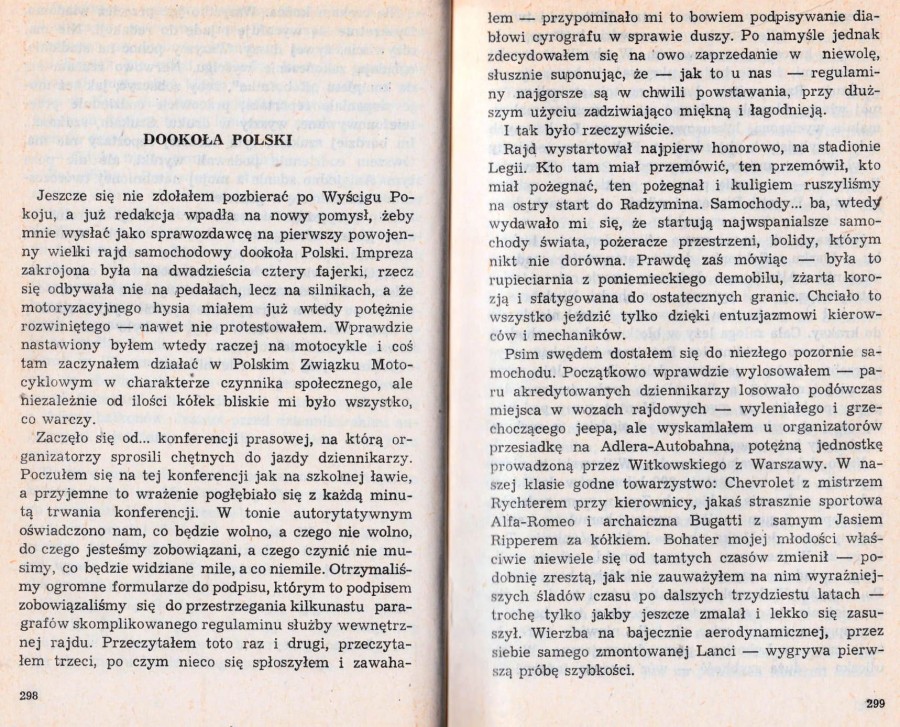 DOOKOŁA POLSKI
Jeszcze się nie zdołałem pozbierać po Wyścigu Po-
koju, a już redakcja wpadła na nowy pomysł, żeby
mnie wysłać jako sprawozdawcę na pierwszy powojen-
ny wielki rajd samochodowy dookoła Polski. Impreza
zakrojona była na dwadzieścia cztery fajerki, rzecz
się odbywała nie na pedałach, lecz na silnikach, a że
motoryzacyjnego hysia miałem już wtedy potężnie
rozwiniętego — nawet nie protestowałem. Wprawdzie
nastawiony byłem wtedy raczej na motocykle i coś
tam zaczynałem działać w Polskim Związku Moto-
cyklowym w charakterze czynnika społecznego, ale
niezależnie od ilości kółek bliskie mi było wszystko,
co warczy.
Zaczęło się od... konferencji prasowej, na którą or-
ganizatorzy sprosili chętnych do jazdy dziennikarzy.
Poczułem się na tej konferencji jak na szkolnej ławie,
a przyjemne to wrażenie pogłębiało się z każdą minu-
tą trwania konferencji. W tonie autorytatywnym
oświadczono nam, co będzie wolno, a czego nie wolno,
do czego jesteśmy zobowiązani, a czego czynić nie mu-
simy, co będzie widziane mile, a co niemile. Otrzymaliś-
my ogromne formularze do podpisu, którym to podpisem
zobowiązaliśmy się do przestrzegania kilkunastu para-
grafów skomplikowanego regulaminu służby wewnętrz-
nej rajdu. Przeczytałem toto raz i drugi, przeczyta-
łem trzeci, po czym nieco się spłoszyłem i zawaha-
298
łem — przypominało mi to bowiem podpisywanie dia-
błowi cyrografu w sprawie duszy. Po namyśle jednak
zdecydowałem się na owo zaprzedanie w niewolę,
słusznie suponując, że — jak to u nas — regulami-
ny najgorsze są w chwili powstawania, przy dłuż-
szym użyciu zadziwiająco miękną i łagodnieją.
I tak było rzeczywiście.
Rajd wystartował najpierw honorowo, na stadionie
Legii. Kto tam miał przemówić, ten przemówił, kto
miał pożegnać, ten pożegnał i kuligiem ruszyliśmy
na ostry start do Radzymina. Samochody... ba, wtedy
wydawało mi się, że startują najwspanialsze samo-
chody świata, pożeracze przestrzeni, bolidy, którym
nikt nie dorówna. Prawdę zaś mówiąc — była to
rupieciarnia z poniemieckiego demobilu, zżarta koro-
zją i sfatygowana do ostatecznych granic. Chciało to
wszystko jeździć tylko dzięki entuzjazmowi kierow-
ców i mechaników.
Psim swędem dostałem się do niezłego pozornie sa-
mochodu. Początkowo wprawdzie wylosowałem — pa-
ru akredytowanych dziennikarzy losowało podówczas
miejsca w wozach rajdowych — wyleniałego i grze-
choczącego jeepa, ale wyskamlałem u organizatorów
przesiadkę na Adlera-Autobahna, potężną jednostkę
prowadzoną przez Witkowskiego z Warszawy. W na-
szej klasie godne towarzystwo: Chevrolet z mistrzem
Rychterem przy kierownicy, jakaś strasznie sportowa
Alfa-Romeo i archaiczna Bugatti z samym Jasiem
Ripperem za kółkiem. Bohater mojej młodości właś-
ciwie niewiele się od tamtych czasów zmienił — po-
dobnię zresztą, jak nie zauważyłem na nim wyraźniej-
szych śladów czasu po dalszych trzydziestu latach —
trochę tylko jakby jeszcze zmalał i lekko się zasu-
szył. Wierzba na bajecznie aerodynamicznej, przez
siebie samego zmontowanej Lanci — wygrywa pierw-
szą próbę szybkości.
299